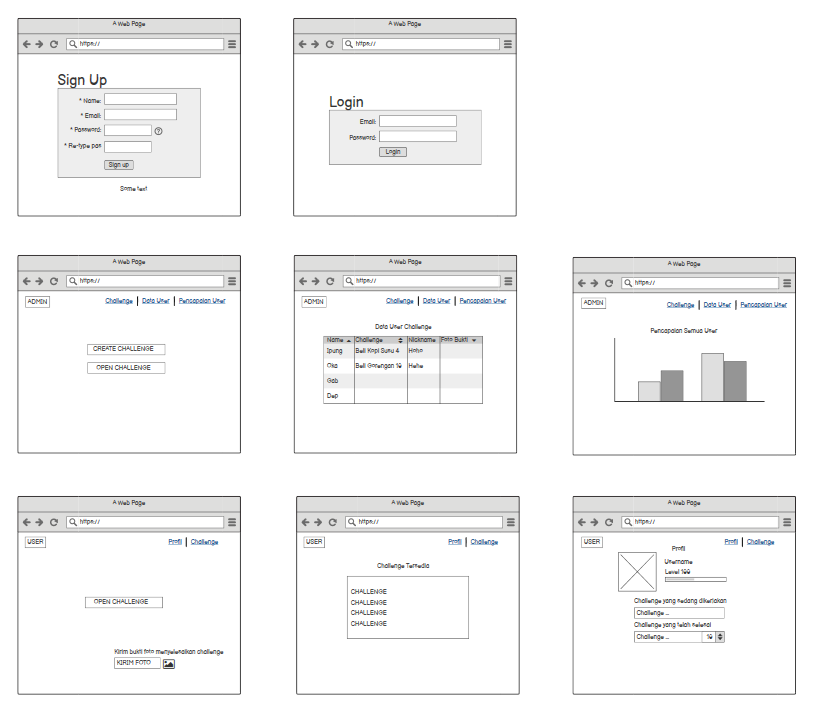 A Web Page
https://
Sign Up
* Name:
* Email:
* Password:
* Re-type pas
Sign up
Some text
A Web Page
https://
Login
Email:
Password:
Login
A Web Page
https://
ADMIN
Challenge | Data User | Pencapaian User
CREATE CHALLENGE
OPEN CHALLENGE
A Web Page
https://
ADMIN
Challenge | Data User | Pencapaian User
Data User Challenge
Name Challenge Nickname Foto Bukti
Ipung Beli Kopi Susu 4 Hoho
Oka Beli Gorengan 10 Hehe
Gab
Dep
A Web Page
https://
ADMIN
Challenge | Data User | Pencapaian User
Pencapaian Semua User
A Web Page
https://
USER
Profil | Challenge
OPEN CHALLENGE
Kirim bukti foto menyelesaikan challenge
KIRIM FOTO
A Web Page
https://
USER
Profil | Challenge
Challenge Tersedia
CHALLENGE
CHALLENGE
CHALLENGE
CHALLENGE
A Web Page
https://
USER
Profil | Challenge
Profil
Username
Level 100
Challenge yang sedang dikerjakan
Challenge ..
Challenge yang telah selesai
Challenge .. 10